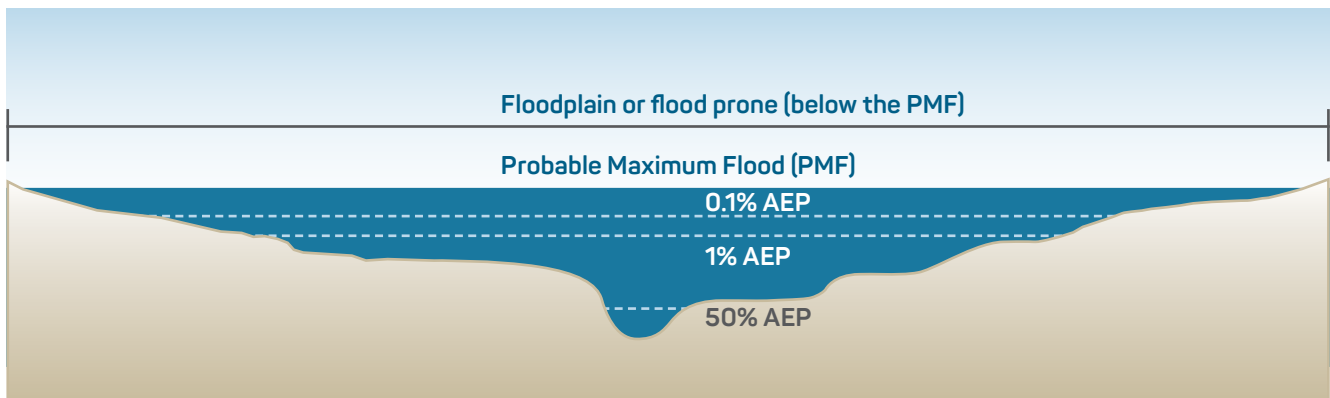 Floodplain or flood prone (below the PMF)
Probable Maximum Flood (PMF)
0.1% AEP
1% AEP
50% AEP